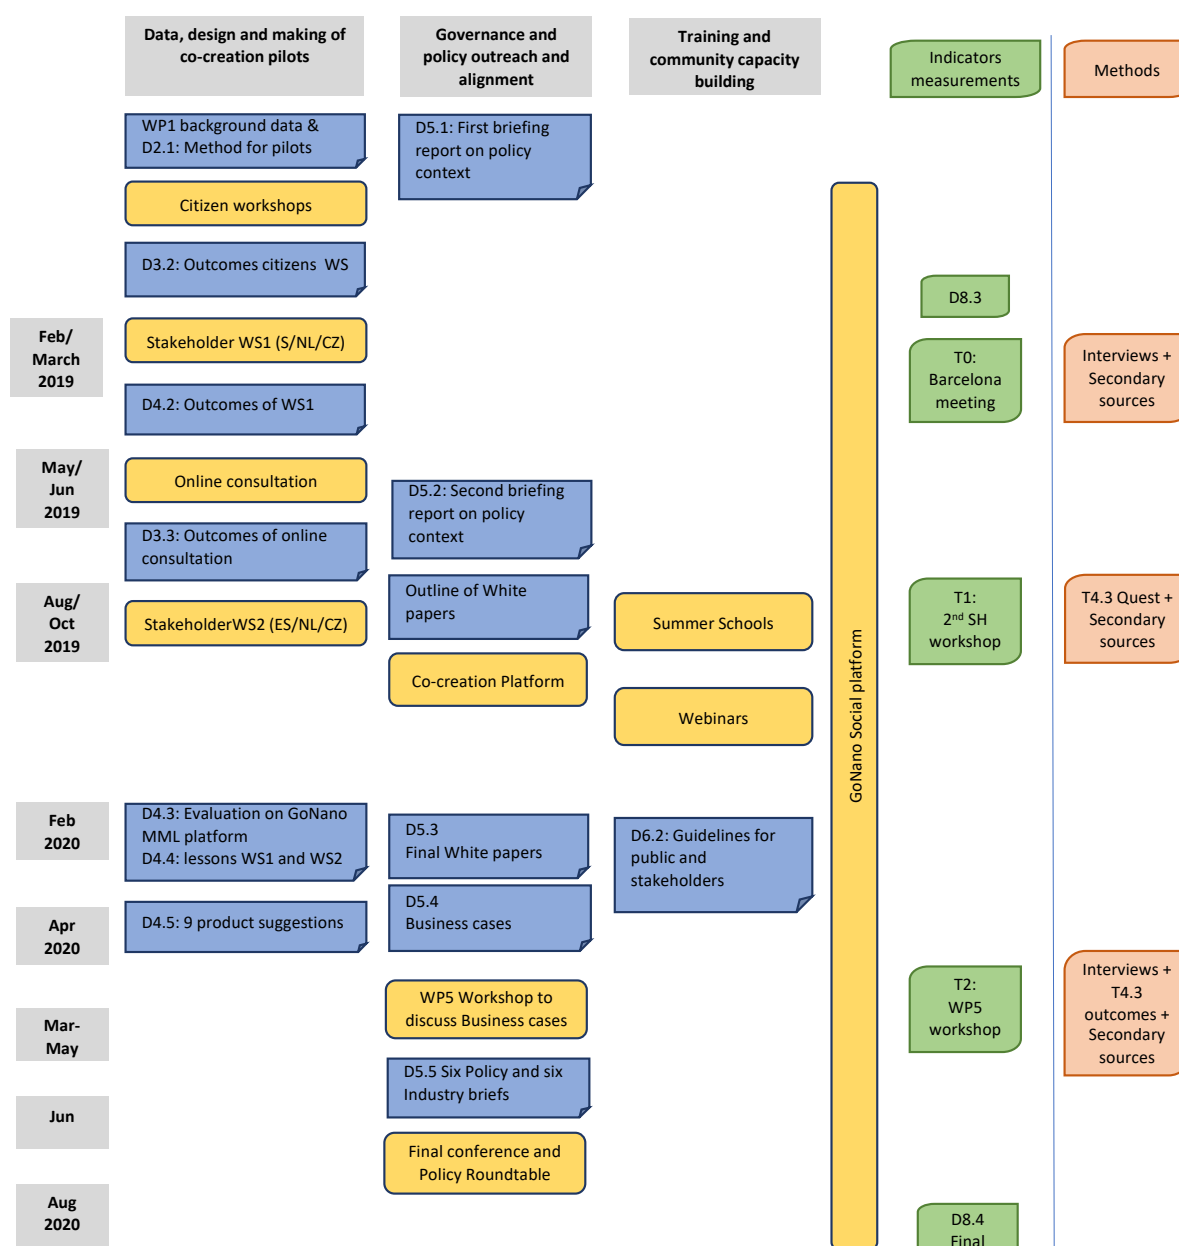 Data, design and making of
co-creation pilots
Governance and
policy outreach and
alignment
Training and
community capacity
building
Indicators
measurements
Methods
WP1 background data &
D2.1: Method for pilots
D5.1: First briefing
report on policy
context
Citizen workshops
D3.2: Outcomes citizens WS
D8.3
Feb/
March
2019
Stakeholder WS1 (S/NL/CZ)
T0:
Barcelona
meeting
Interviews +
Secondary
sources
D4.2: Outcomes of WS1
May/
Jun
2019
Online consultation
D5.2: Second briefing
report on policy
context
D3.3: Outcomes of online
consultation
Aug/
Oct
2019
StakeholderWS2 (ES/NL/CZ)
Outline of White
papers
Summer Schools
T1:
2nd SH
workshop
T4.3 Quest +
Secondary
sources
Co-creation Platform
Webinars
GoNano Social platform
Feb
2020
D4.3: Evaluation on GoNano
MML platform
D4.4: lessons WS1 and WS2
D5.3
Final White papers
D6.2: Guidelines for
public and
stakeholders
Apr
2020
D4.5: 9 product suggestions
D5.4
Business cases
Mar-
May
WP5 Workshop to
discuss Business cases
T2:
WP5
workshop
Interviews +
T4.3
outcomes +
Secondary
sources
D5.5 Six Policy and six
Industry briefs
Jun
Final conference and
Policy Roundtable
Aug
2020
D8.4
Final